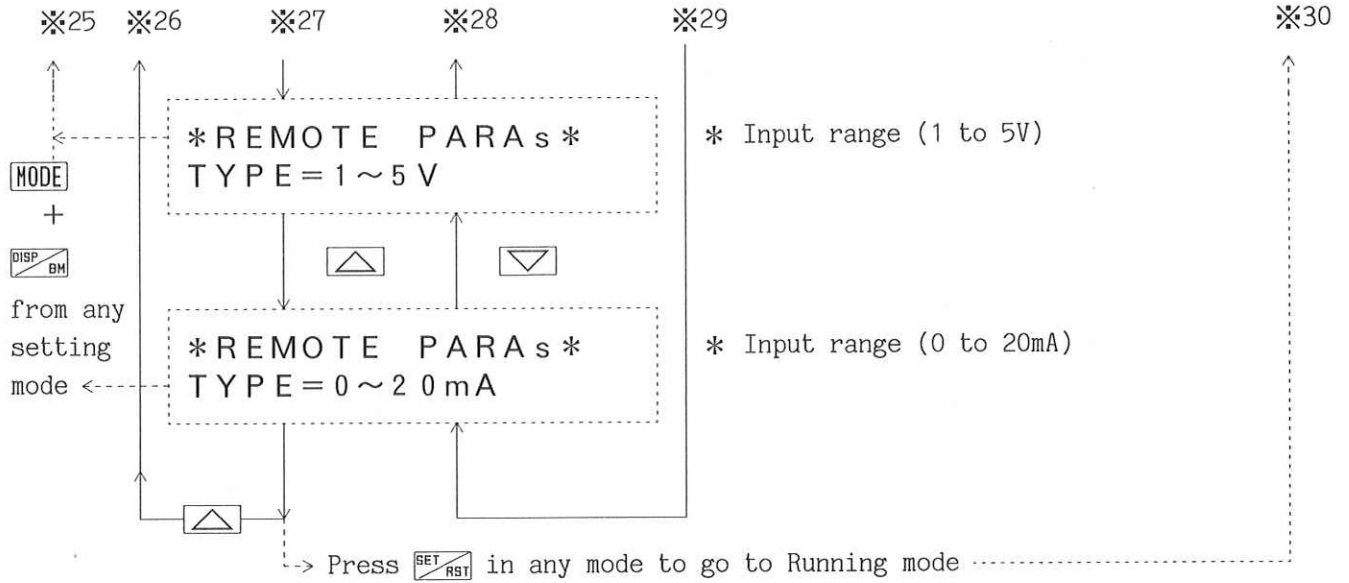 ※25 ※26 ※27 ※28 ※29 ※30
*REMOTE PARAs* * Input range (1 to 5V)
TYPE=1~5V
MODE
+
DISP/BM
from any
setting
mode
*REMOTE PARAs* * Input range (0 to 20mA)
TYPE=0~20mA
Press SET/RST in any mode to go to Running mode